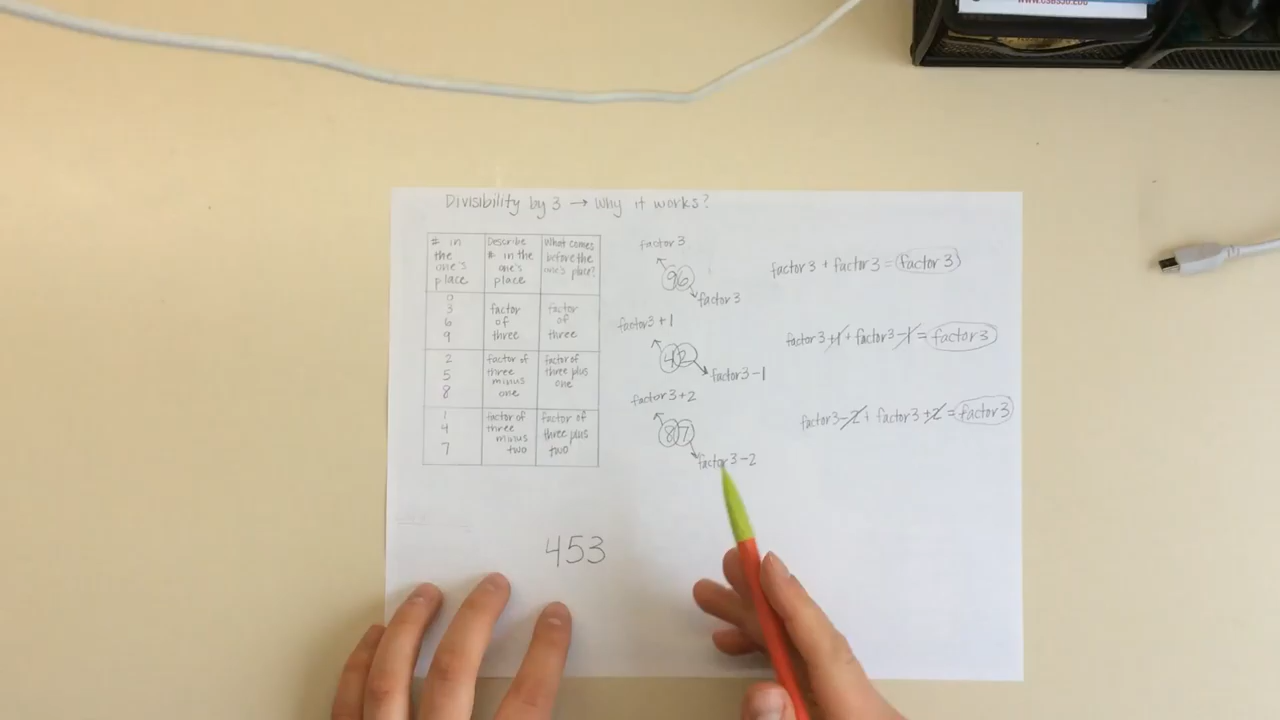 WWW.CSBSJU.EDU
Divisibility by 3 → Why it works?
# in
the
one's
place
Describe
# in the
one's
place
What comes
before the
one's place?
0
3
6
9
factor
of
three
factor
of
three
2
5
8
factor of
three
minus
one
factor of
three plus
one
1
4
7
factor of
three
minus
two
factor of
three plus
two
factor 3
96
factor 3
factor 3 + 1
42
factor 3 - 1
factor 3 + 2
87
factor 3 - 2
factor 3 + factor 3 = factor 3
factor 3 + 1 + factor 3 - 1 = factor 3
factor 3 - 2 + factor 3 + 2 = factor 3
453